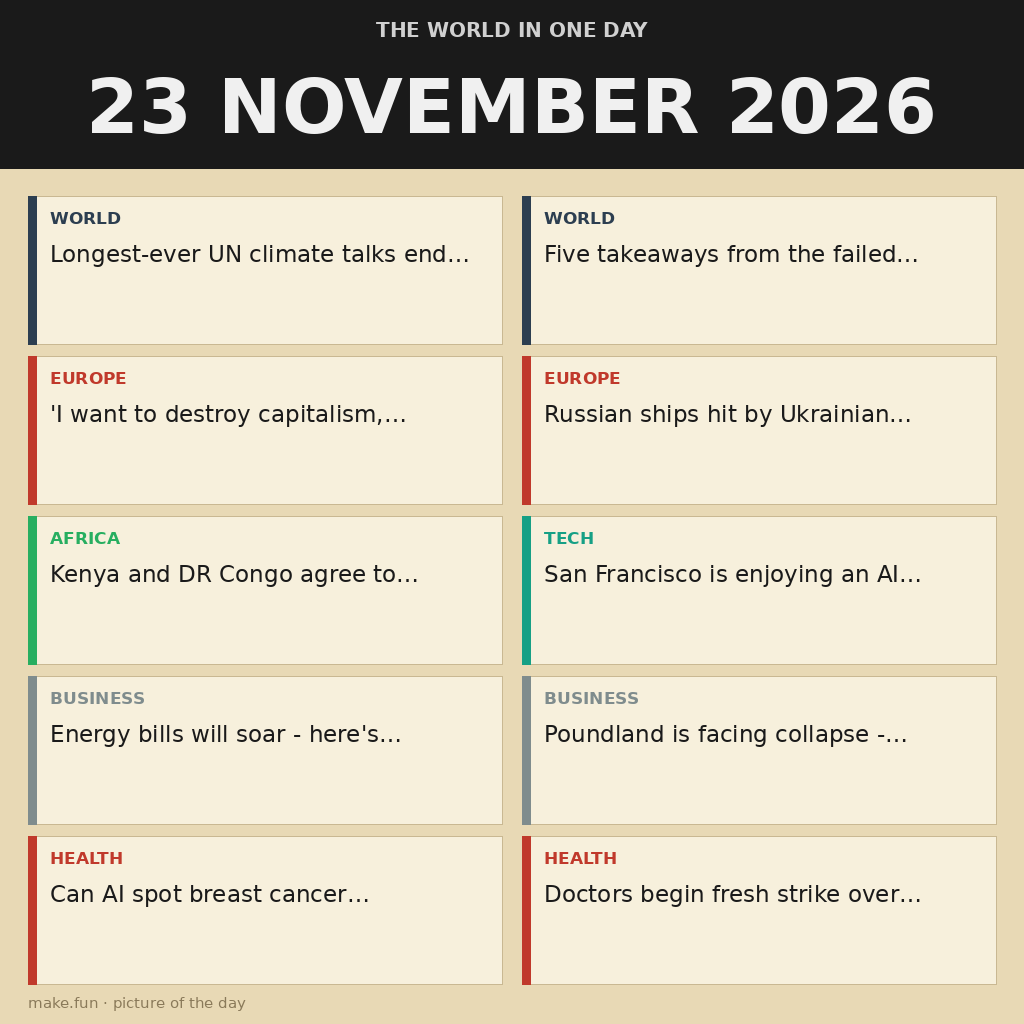 THE WORLD IN ONE DAY
23 NOVEMBER 2026
WORLD
Longest-ever UN climate talks end…
WORLD
Five takeaways from the failed…
EUROPE
'I want to destroy capitalism,…
EUROPE
Russian ships hit by Ukrainian…
AFRICA
Kenya and DR Congo agree to…
TECH
San Francisco is enjoying an AI…
BUSINESS
Energy bills will soar - here's…
BUSINESS
Poundland is facing collapse -…
HEALTH
Can AI spot breast cancer…
HEALTH
Doctors begin fresh strike over…
make.fun · picture of the day